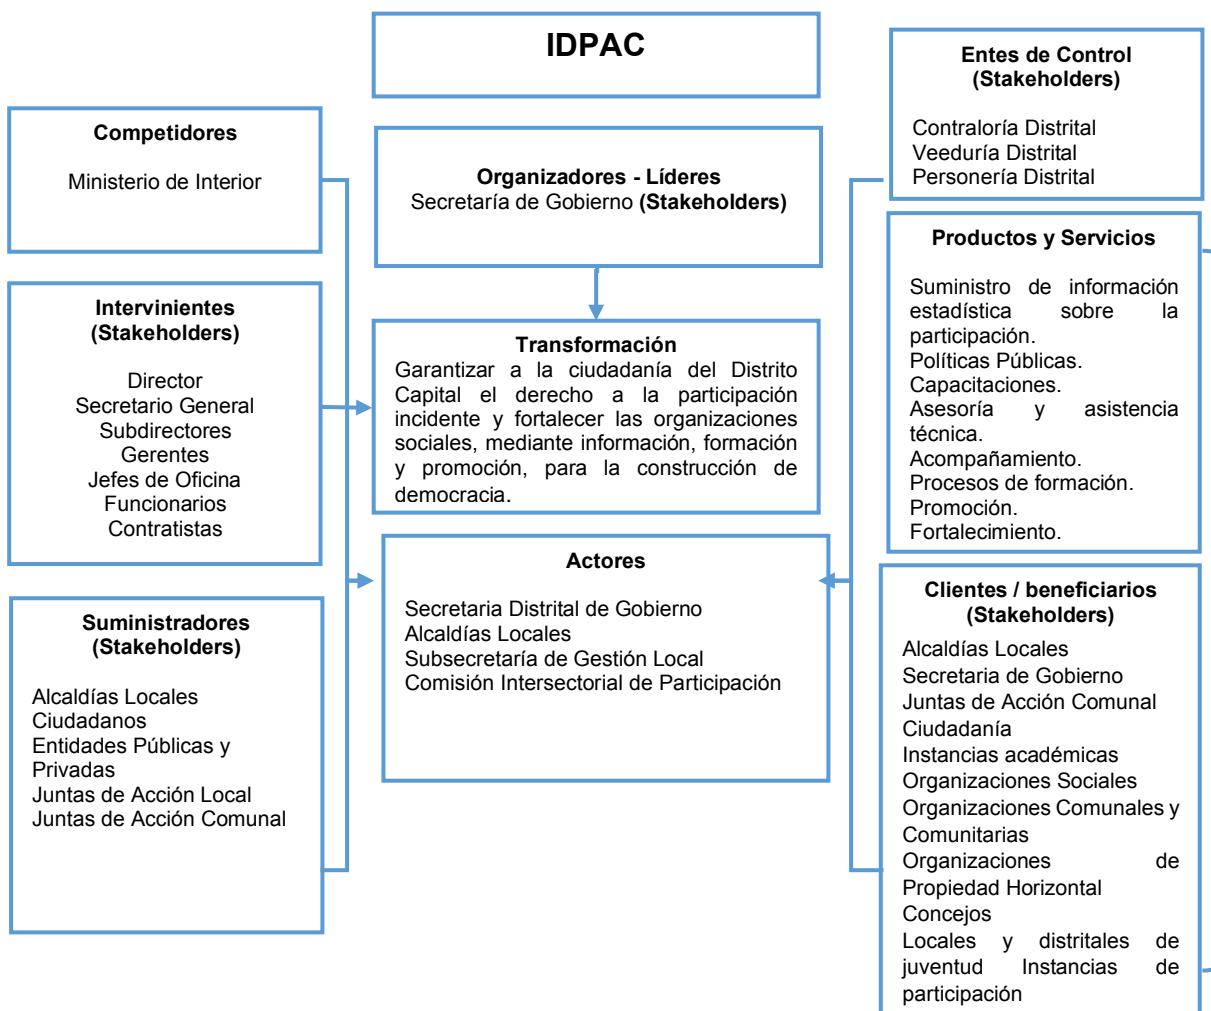 IDPAC
Competidores
Ministerio de Interior
Intervinientes
(Stakeholders)
Director
Secretario General
Subdirectores
Gerentes
Jefes de Oficina
Funcionarios
Contratistas
Suministradores
(Stakeholders)
Alcaldías Locales
Ciudadanos
Entidades Públicas y
Privadas
Juntas de Acción Local
Juntas de Acción Comunal
Organizadores - Líderes
Secretaría de Gobierno (Stakeholders)
Transformación
Garantizar a la ciudadanía del Distrito
Capital el derecho a la participación
incidente y fortalecer las organizaciones
sociales, mediante información, formación
y promoción, para la construcción de
democracia.
Actores
Secretaria Distrital de Gobierno
Alcaldías Locales
Subsecretaría de Gestión Local
Comisión Intersectorial de Participación
Entes de Control
(Stakeholders)
Contraloría Distrital
Veeduría Distrital
Personería Distrital
Productos y Servicios
Suministro de información
estadística sobre la
participación.
Políticas Públicas.
Capacitaciones.
Asesoría y asistencia
técnica.
Acompañamiento.
Procesos de formación.
Promoción.
Fortalecimiento.
Clientes / beneficiarios
(Stakeholders)
Alcaldías Locales
Secretaria de Gobierno
Juntas de Acción Comunal
Ciudadanía
Instancias académicas
Organizaciones Sociales
Organizaciones Comunales y
Comunitarias
Organizaciones de
Propiedad Horizontal
Concejos
Locales y distritales de
juventud Instancias de
participación